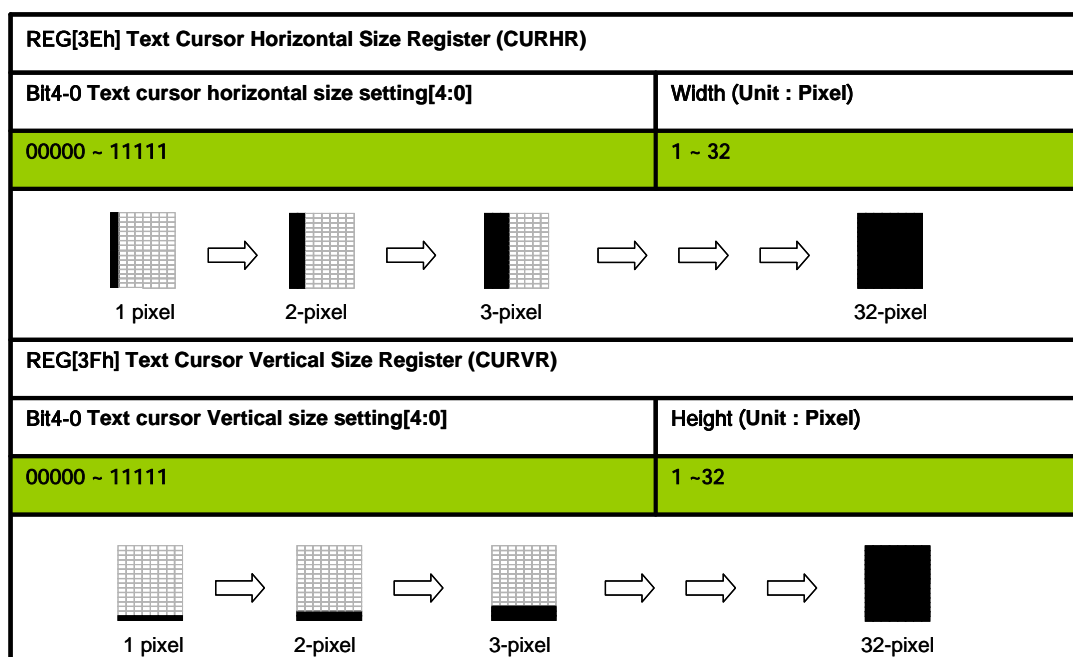 REG[3Eh] Text Cursor Horizontal Size Register (CURHR)
Bit4-0 Text cursor horizontal size setting[4:0] Width (Unit : Pixel)
00000 ~ 11111 1 ~ 32
1 pixel 2-pixel 3-pixel 32-pixel
REG[3Fh] Text Cursor Vertical Size Register (CURVR)
Bit4-0 Text cursor Vertical size setting[4:0] Height (Unit : Pixel)
00000 ~ 11111 1 ~32
1 pixel 2-pixel 3-pixel 32-pixel